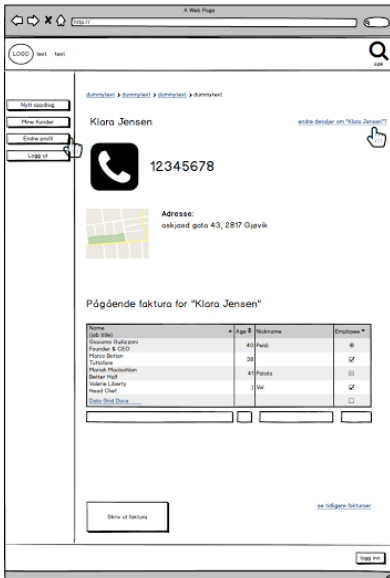 A Web Page
http://
LOGO text text
søk
dummytext > dummytext > dummytext > dummytext
Nytt oppdrag
Mine Kunder
Endre profil
Logg ut
Klara Jensen
endre detaljer om "Klara Jensen"?
12345678
Adresse:
askjasd gata 43, 2817 Gjøvik
Pågående faktura for "Klara Jensen"
Name
(job title)
Age Nickname Employee
Giacomo Guilizzoni
Founder & CEO
40 Peldi
Marco Botton
Tuttofare
38
Mariah Maclachlan
Better Half
41 Patata
Valerie Liberty
Head Chef
:) Val
Data Grid Docs
Skriv ut faktura
se tidligere fakturaer
logg inn